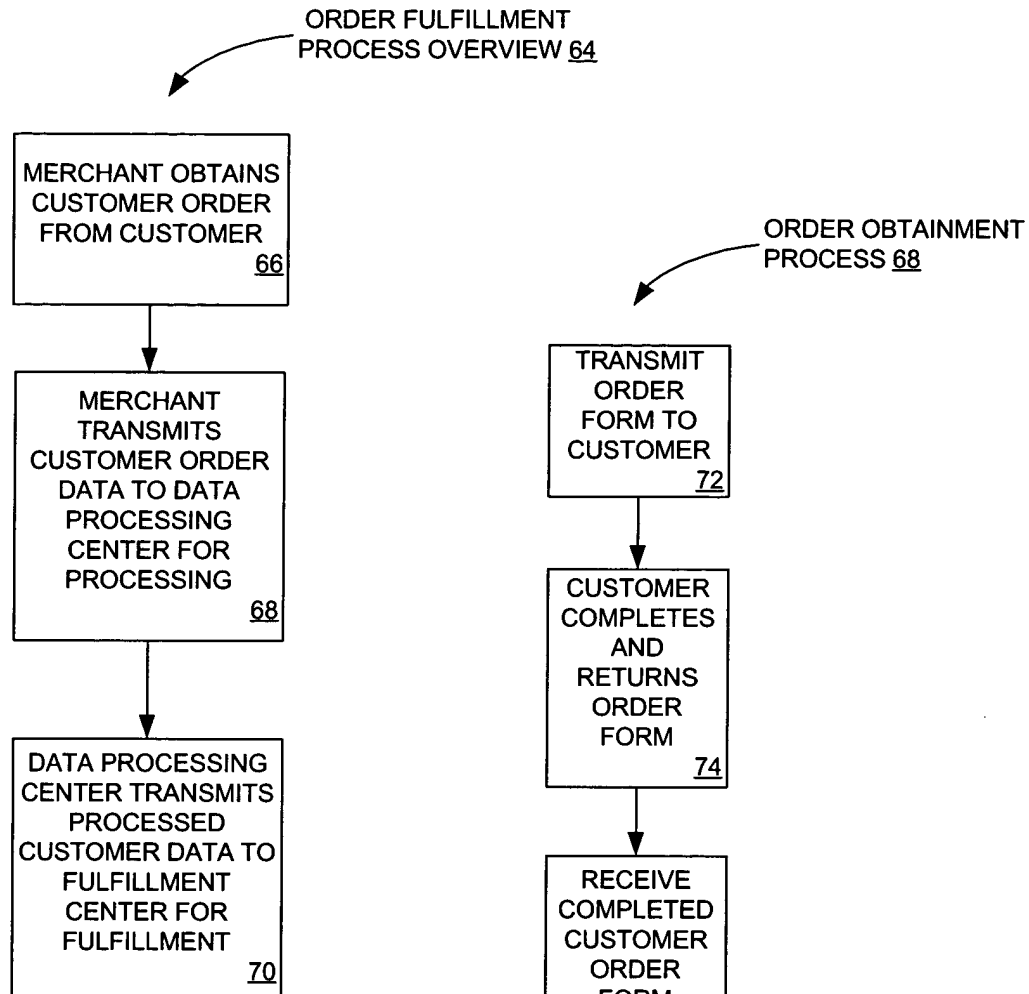 ORDER FULFILLMENT
PROCESS OVERVIEW 64
MERCHANT OBTAINS
CUSTOMER ORDER
FROM CUSTOMER
66
MERCHANT
TRANSMITS
CUSTOMER ORDER
DATA TO DATA
PROCESSING
CENTER FOR
PROCESSING
68
DATA PROCESSING
CENTER TRANSMITS
PROCESSED
CUSTOMER DATA TO
FULFILLMENT
CENTER FOR
FULFILLMENT
70
ORDER OBTAINMENT
PROCESS 68
TRANSMIT
ORDER
FORM TO
CUSTOMER
72
CUSTOMER
COMPLETES
AND
RETURNS
ORDER
FORM
74
RECEIVE
COMPLETED
CUSTOMER
ORDER
FORM